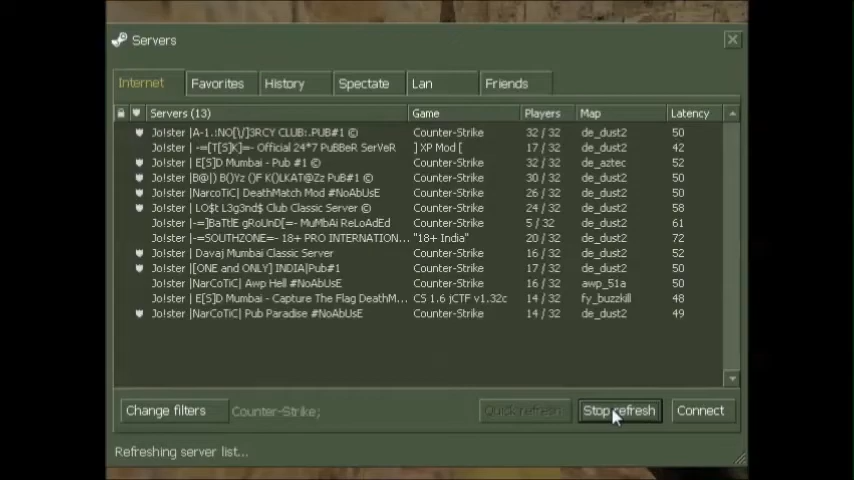 Servers
Internet Favorites History Spectate Lan Friends
Servers (13) Game Players Map Latency
Jo!ster |A-1.:NO[\/]3RCY CLUB:.PUB#1 © Counter-Strike 32 / 32 de_dust2 50
Jo!ster | -=[T[S]K]=- Official 24*7 PuBBeR SerVeR ] XP Mod [ 17 / 32 de_dust2 42
Jo!ster | E[S]D Mumbai - Pub #1 © Counter-Strike 32 / 32 de_aztec 52
Jo!ster |B@|) B()Yz ()F K()LKAT@Zz Pub#1 © Counter-Strike 30 / 32 de_dust2 50
Jo!ster |NarcoTiC| DeathMatch Mod #NoAbUsE Counter-Strike 26 / 32 de_dust2 50
Jo!ster | LO$t L3g3nd$ Club Classic Server © Counter-Strike 24 / 32 de_dust2 58
Jo!ster |-=]BaTtlE gRoUnD[=- MuMbAi ReLoAdEd Counter-Strike 5 / 32 de_dust2 61
Jo!ster |-=SOUTHZONE=- 18+ PRO INTERNATION... "18+ India" 20 / 32 de_dust2 72
Jo!ster | Davaj Mumbai Classic Server Counter-Strike 16 / 32 de_dust2 52
Jo!ster |[ONE and ONLY] INDIA|Pub#1 Counter-Strike 17 / 32 de_dust2 50
Jo!ster |NarCoTiC| Awp Hell #NoAbUsE Counter-Strike 16 / 32 awp_51a 50
Jo!ster | E[S]D Mumbai - Capture The Flag DeathM... CS 1.6 jCTF v1.32c 14 / 32 fy_buzzkill 48
Jo!ster |NarCoTiC| Pub Paradise #NoAbUsE Counter-Strike 14 / 32 de_dust2 49
Change filters Counter-Strike; Quick refresh Stop refresh Connect
Refreshing server list...